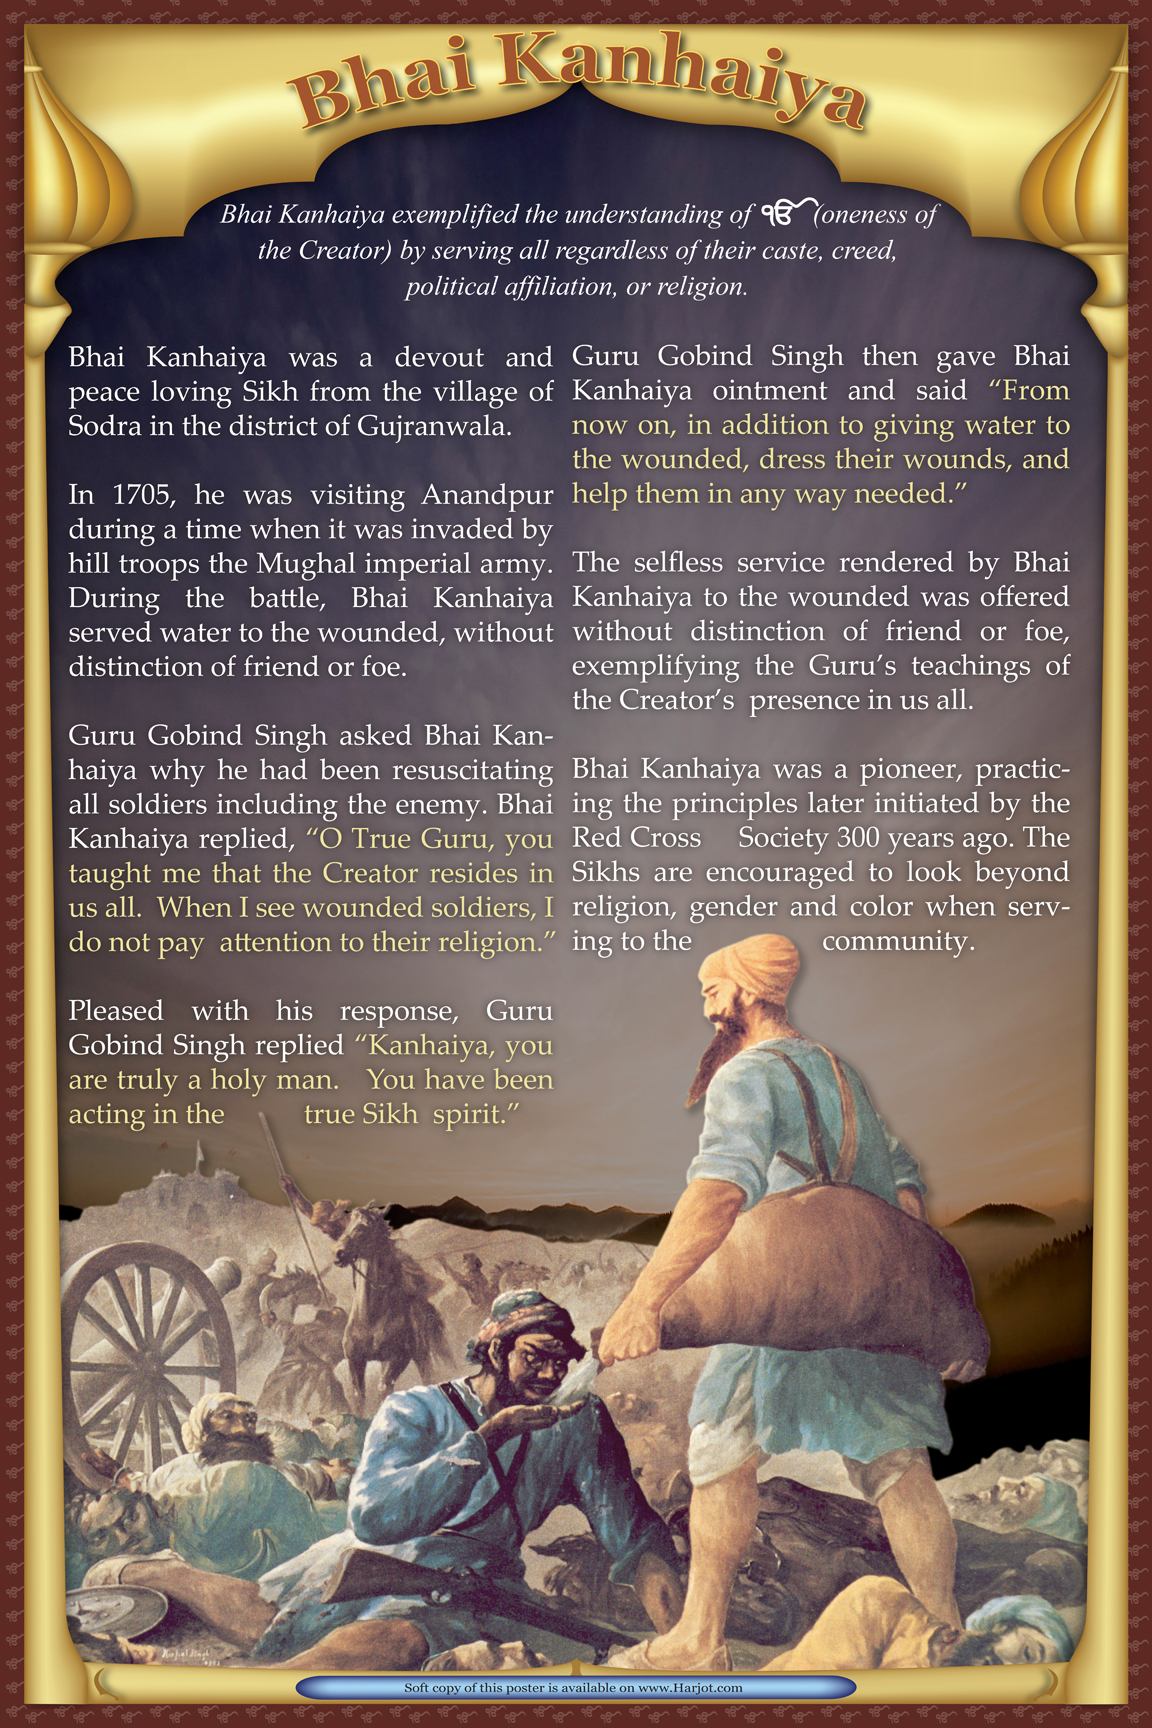 Bhai Kanhaiya
Bhai Kanhaiya exemplified the understanding of ੴ (oneness of
the Creator) by serving all regardless of their caste, creed,
political affiliation, or religion.
Bhai Kanhaiya was a devout and
peace loving Sikh from the village of
Sodra in the district of Gujranwala.
In 1705, he was visiting Anandpur
during a time when it was invaded by
hill troops the Mughal imperial army.
During the battle, Bhai Kanhaiya
served water to the wounded, without
distinction of friend or foe.
Guru Gobind Singh asked Bhai Kan-
haiya why he had been resuscitating
all soldiers including the enemy. Bhai
Kanhaiya replied, “O True Guru, you
taught me that the Creator resides in
us all. When I see wounded soldiers, I
do not pay attention to their religion.”
Pleased with his response, Guru
Gobind Singh replied “Kanhaiya, you
are truly a holy man. You have been
acting in the true Sikh spirit.”
Guru Gobind Singh then gave Bhai
Kanhaiya ointment and said “From
now on, in addition to giving water to
the wounded, dress their wounds, and
help them in any way needed.”
The selfless service rendered by Bhai
Kanhaiya to the wounded was offered
without distinction of friend or foe,
exemplifying the Guru’s teachings of
the Creator’s presence in us all.
Bhai Kanhaiya was a pioneer, practic-
ing the principles later initiated by the
Red Cross Society 300 years ago. The
Sikhs are encouraged to look beyond
religion, gender and color when serv-
ing to the community.
Soft copy of this poster is available on www.Harjot.com